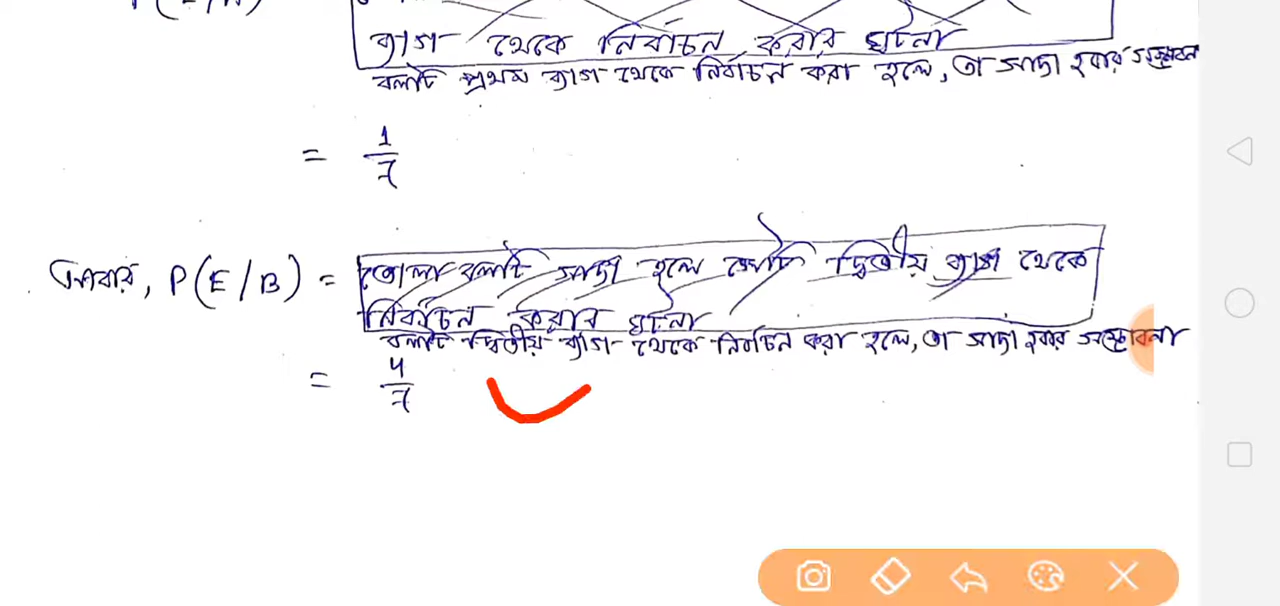 ব্যাগ থেকে নির্বাচন করার ঘটনা
বলটি প্রথম ব্যাগ থেকে নির্বাচন করা হলে, তা সাদা হবার সম্ভাবনা
= 1/7
আবার, P(E/B) = তোলা বলটি সাদা হলে সেটি দ্বিতীয় ব্যাগ থেকে
নির্বাচন করার ঘটনা
বলটি দ্বিতীয় ব্যাগ থেকে নির্বাচন করা হলে, তা সাদা হবার সম্ভাবনা
= 4/7